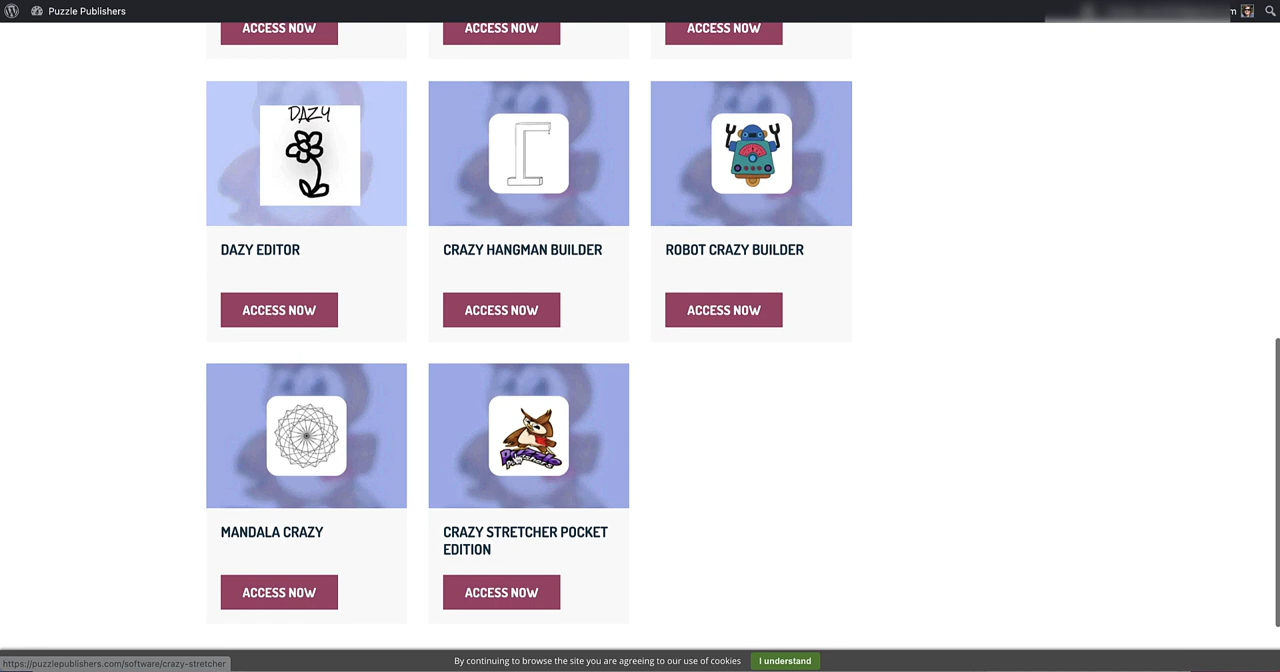 Puzzle Publishers
ACCESS NOW
ACCESS NOW
ACCESS NOW
DAZY
DAZY EDITOR
CRAZY HANGMAN BUILDER
ROBOT CRAZY BUILDER
ACCESS NOW
ACCESS NOW
ACCESS NOW
MANDALA CRAZY
CRAZY STRETCHER POCKET
EDITION
ACCESS NOW
ACCESS NOW
By continuing to browse the site you are agreeing to our use of cookies
I understand
https://puzzlepublishers.com/software/crazy-stretcher